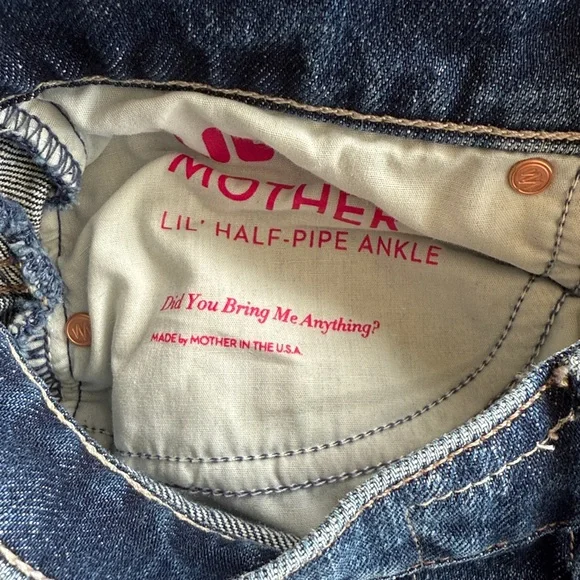 MOTHER
LIL' HALF-PIPE ANKLE
Did You Bring Me Anything?
MADE by MOTHER IN THE U.S.A.